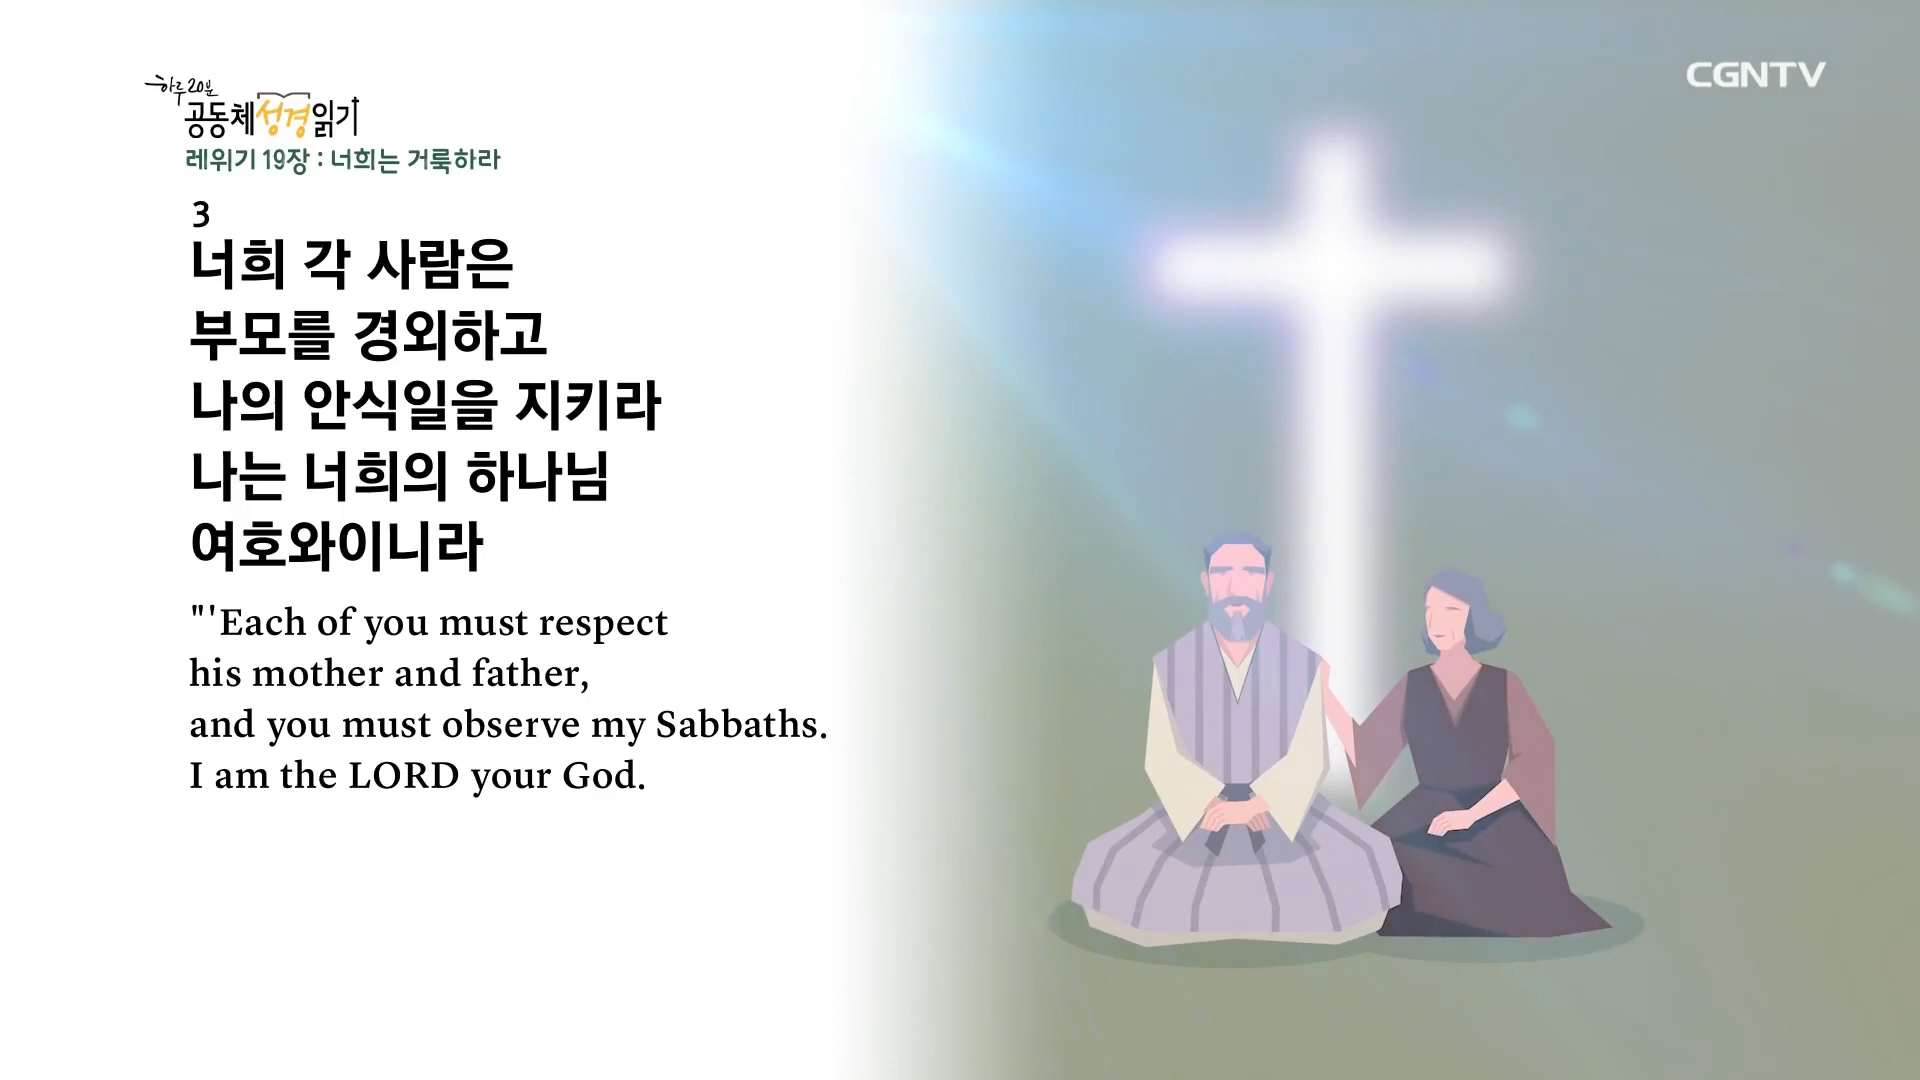 하루 20분
공동체성경읽기
레위기 19장 : 너희는 거룩하라
CGNTV
3
너희 각 사람은
부모를 경외하고
나의 안식일을 지키라
나는 너희의 하나님
여호와이니라
"'Each of you must respect
his mother and father,
and you must observe my Sabbaths.
I am the LORD your God.